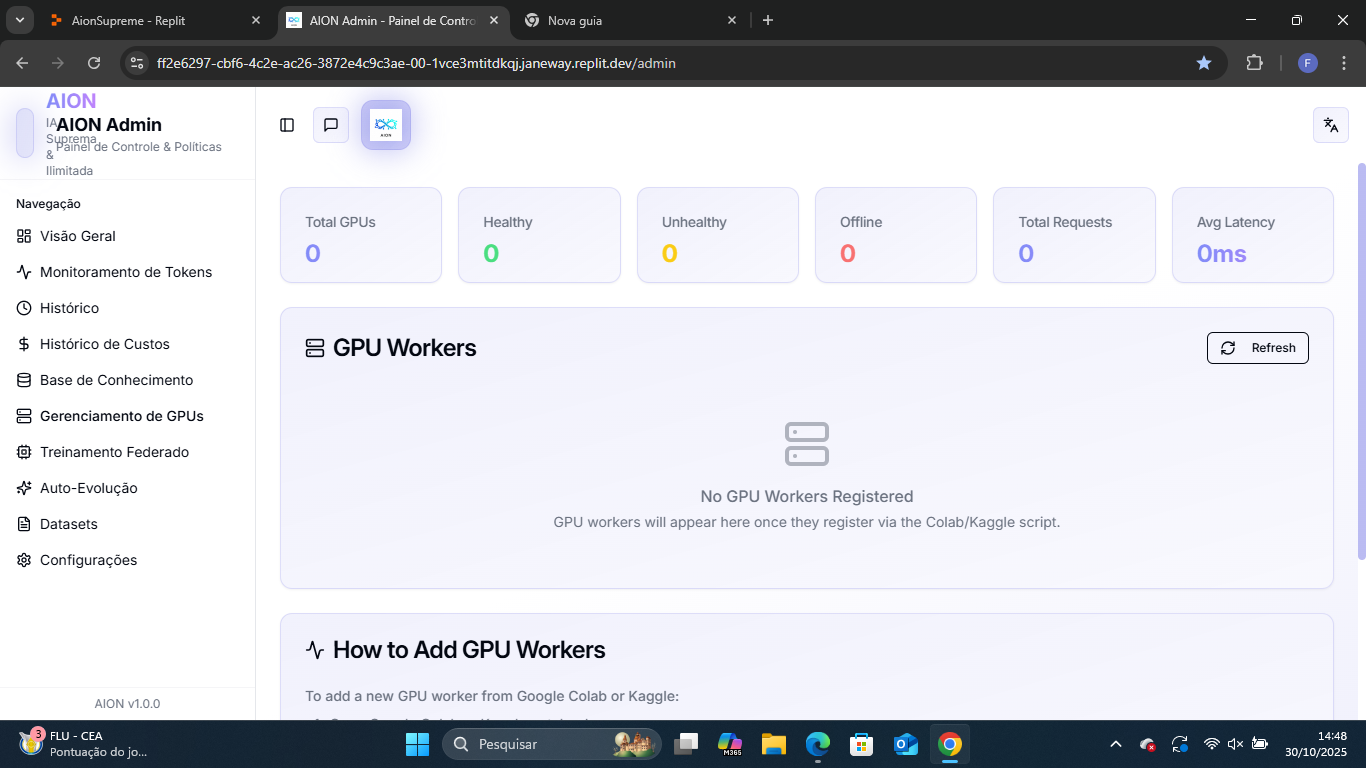 AionSupreme - Replit
AION Admin - Painel de Contro
Nova guia
ff2e6297-cbf6-4c2e-ac26-3872e4c9c3ae-00-1vce3mtitdkqj.janeway.replit.dev/admin
F
AION
IA
Suprema
&
Ilimitada
AION Admin
Painel de Controle & Políticas
Navegação
Visão Geral
Monitoramento de Tokens
Histórico
Histórico de Custos
Base de Conhecimento
Gerenciamento de GPUs
Treinamento Federado
Auto-Evolução
Datasets
Configurações
AION v1.0.0
AION
Total GPUs
0
Healthy
0
Unhealthy
0
Offline
0
Total Requests
0
Avg Latency
0ms
GPU Workers
Refresh
No GPU Workers Registered
GPU workers will appear here once they register via the Colab/Kaggle script.
How to Add GPU Workers
To add a new GPU worker from Google Colab or Kaggle:
3
FLU - CEA
Pontuação do jo...
Pesquisar
M365
14:48
30/10/2025